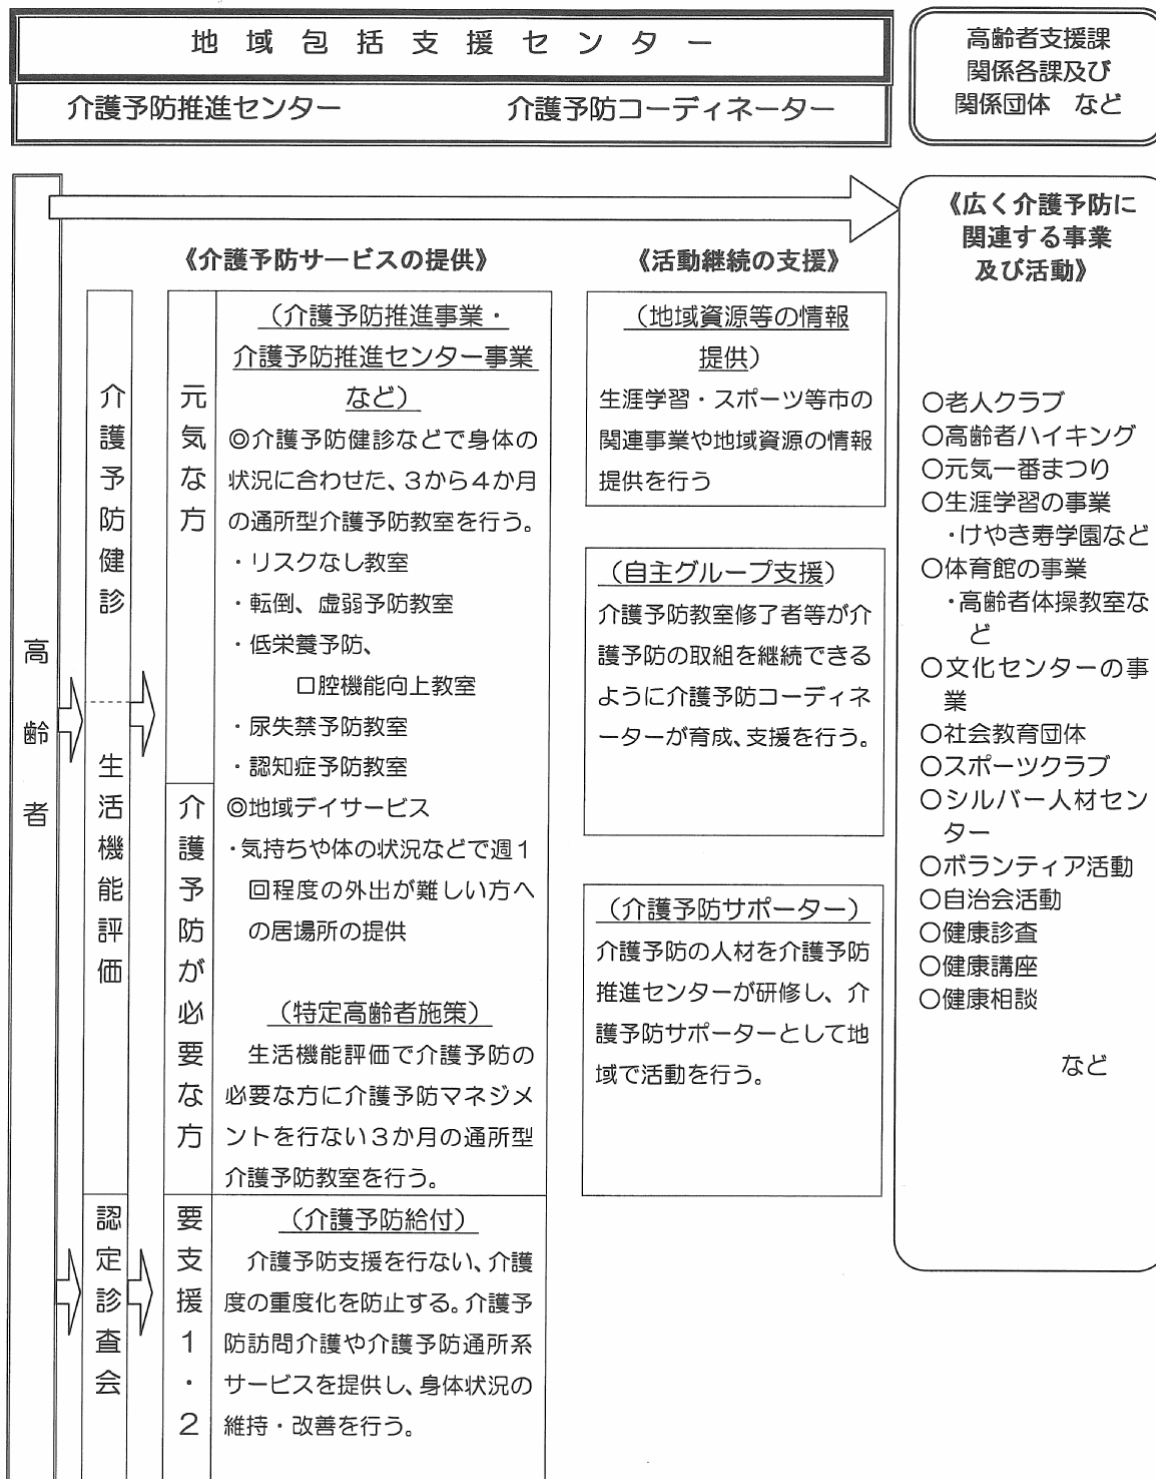 地域包括支援センター
介護予防推進センター　介護予防コーディネーター
高齢者支援課
関係各課及び
関係団体　など
高齢者
介護予防健診
生活機能評価
認定診査会
《介護予防サービスの提供》
元気な方
介護予防が必要な方
要支援1・2
（介護予防推進事業・
介護予防推進センター事業
など）
◎介護予防健診などで身体の
状況に合わせた、３から４か月
の通所型介護予防教室を行う。
・リスクなし教室
・転倒、虚弱予防教室
・低栄養予防、
口腔機能向上教室
・尿失禁予防教室
・認知症予防教室
◎地域デイサービス
・気持ちや体の状況などで週１
回程度の外出が難しい方へ
の居場所の提供
（特定高齢者施策）
生活機能評価で介護予防の
必要な方に介護予防マネジメ
ントを行ない３か月の通所型
介護予防教室を行う。
（介護予防給付）
介護予防支援を行ない、介護
度の重度化を防止する。介護予
防訪問介護や介護予防通所系
サービスを提供し、身体状況の
維持・改善を行う。
《活動継続の支援》
（地域資源等の情報
提供）
生涯学習・スポーツ等市の
関連事業や地域資源の情報
提供を行う
（自主グループ支援）
介護予防教室修了者等が介
護予防の取組を継続できる
ように介護予防コーディネ
ーターが育成、支援を行う。
（介護予防サポーター）
介護予防の人材を介護予防
推進センターが研修し、介
護予防サポーターとして地
域で活動を行う。
《広く介護予防に
関連する事業
及び活動》
〇老人クラブ
〇高齢者ハイキング
〇元気一番まつり
〇生涯学習の事業
・けやき寿学園など
〇体育館の事業
・高齢者体操教室な
ど
〇文化センターの事
業
〇社会教育団体
〇スポーツクラブ
〇シルバー人材セン
ター
〇ボランティア活動
〇自治会活動
〇健康診査
〇健康講座
〇健康相談
など